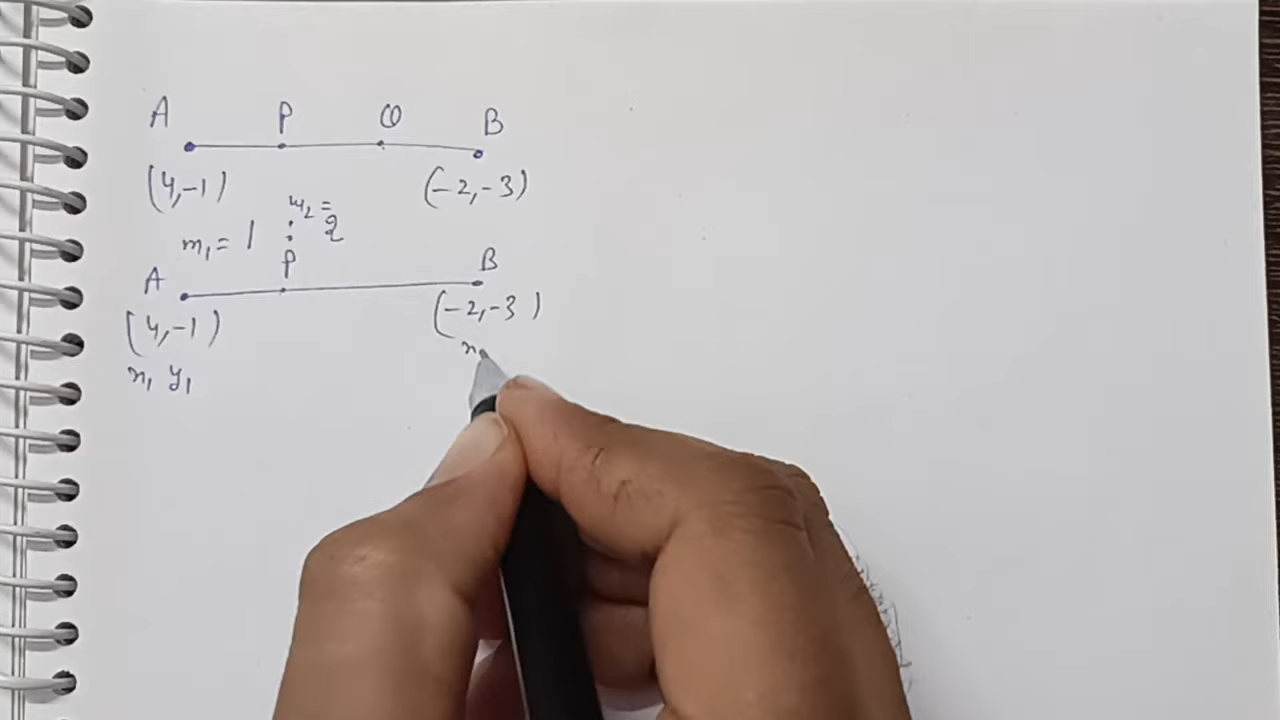 A P Q B
(4,-1) (-2,-3)
m₁ = 1 : m₂ = 2
A P B
(4,-1) (-2,-3)
x₁ y₁ x